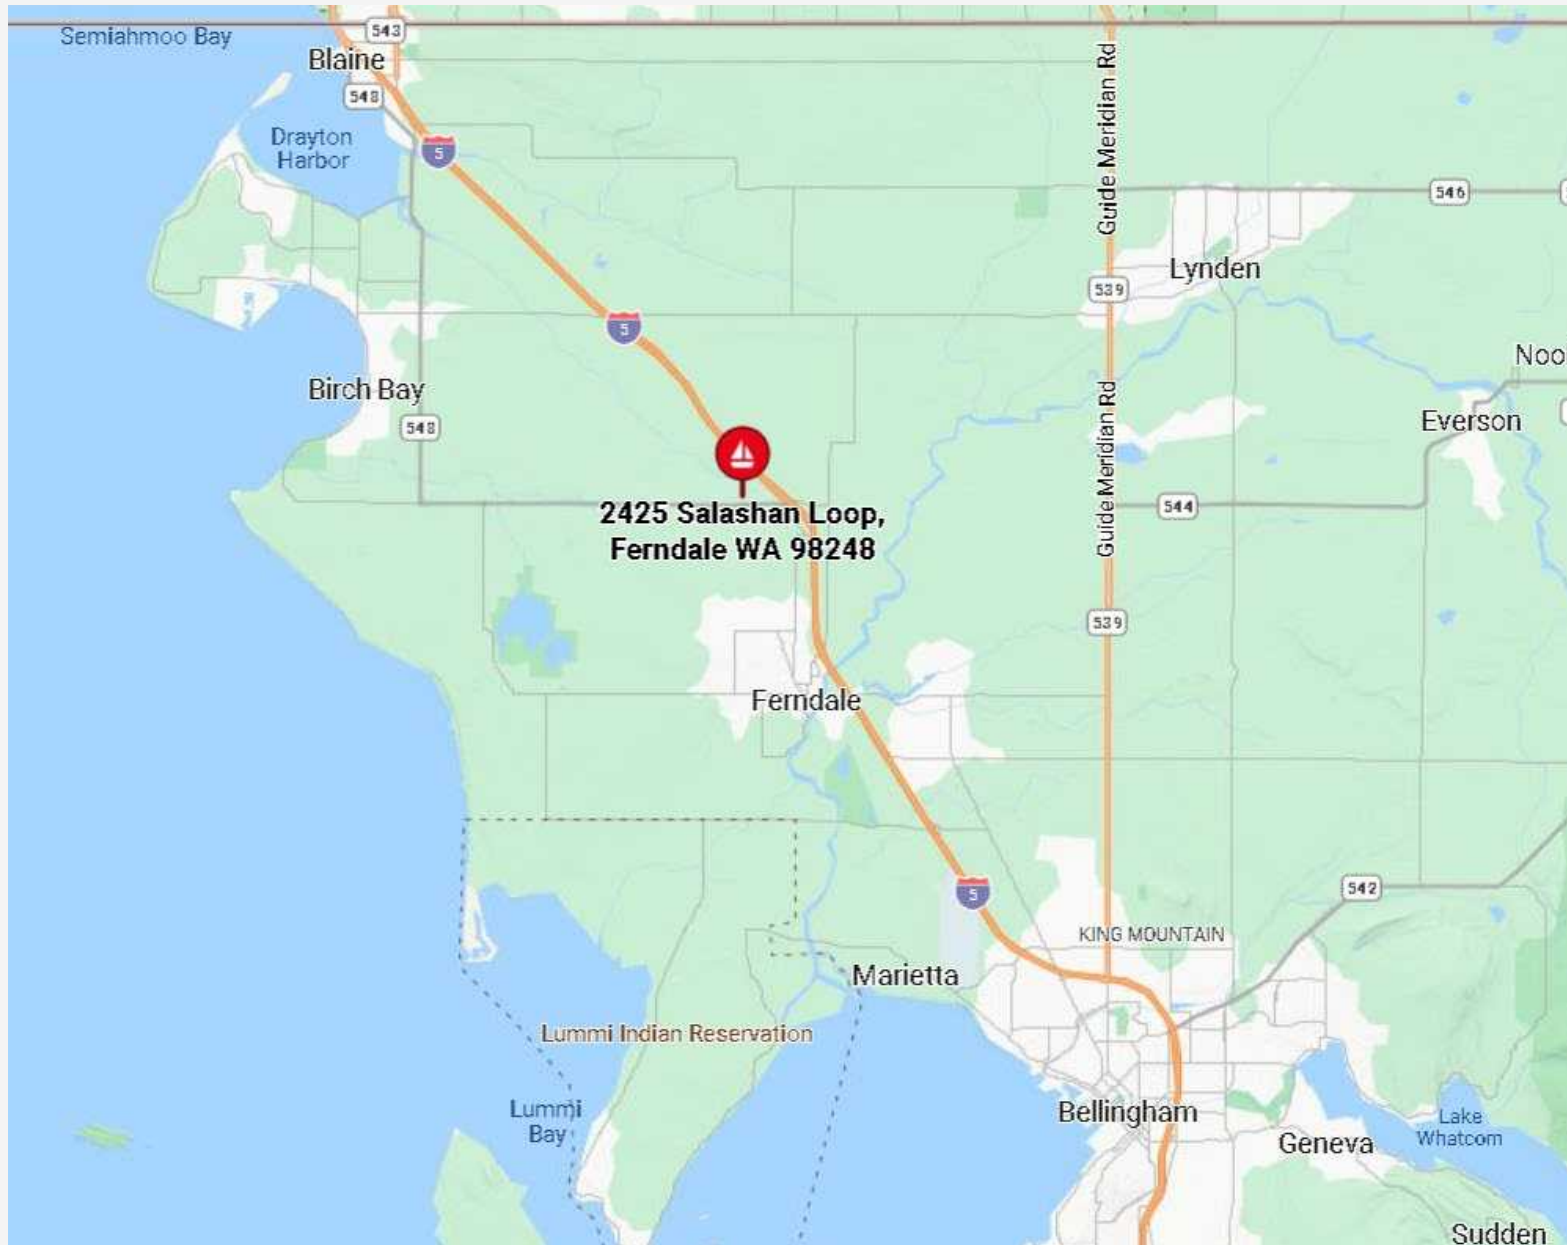 543
Semiahmoo Bay
Blaine
548
Drayton
Harbor
5
Guide Meridian Rd
546
Lynden
539
5
Noo
Birch Bay
Guide Meridian Rd
Everson
548
2425 Salashan Loop,
Ferndale WA 98248
544
539
Ferndale
5
542
KING MOUNTAIN
Marietta
Lummi Indian Reservation
Lummi
Bay
Bellingham
Lake
Whatcom
Geneva
Sudden